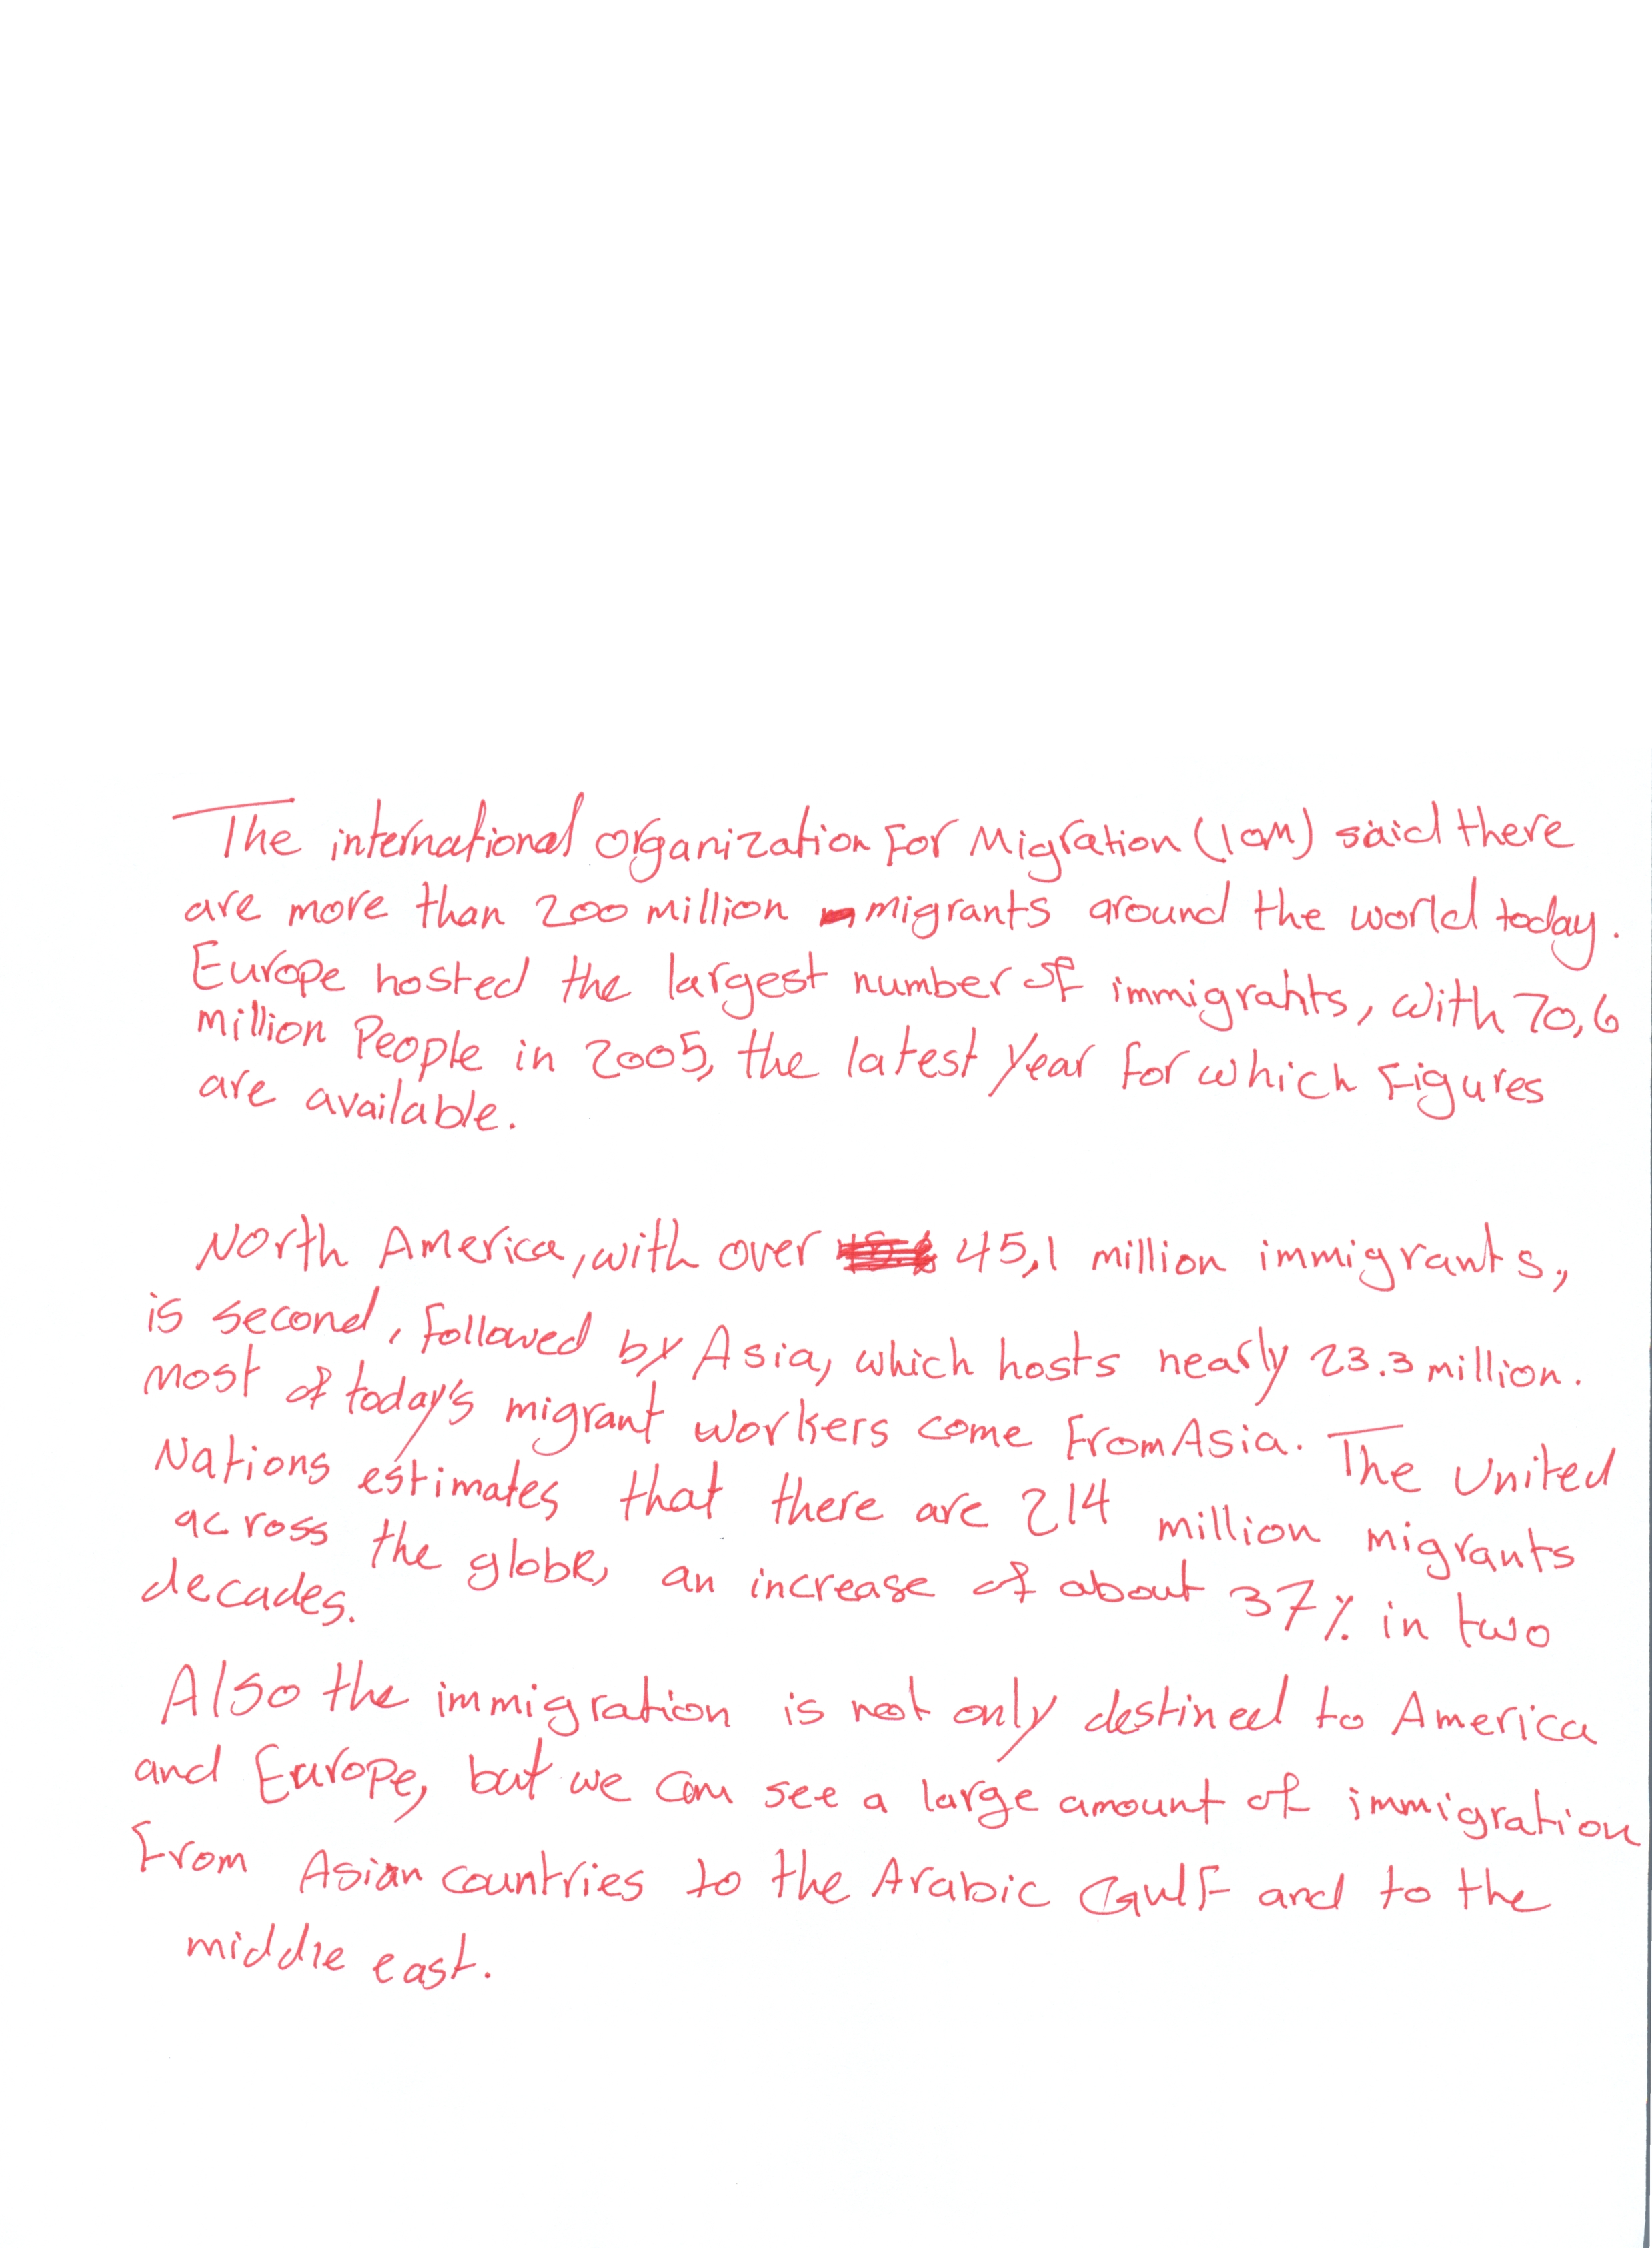 The international organization For Migration (IOM) said there
are more than 200 million migrants around the world today.
Europe hosted the largest number of immigrants, with 70,6
million People in 2005, the latest year for which Figures
are available.
North America, with over 45,1 million immigrants,
is second, followed by Asia, which hosts nearly 23.3 million.
most of today's migrant workers come From Asia. The United
Nations estimates that there are 214 million migrants
across the globe, an increase of about 37% in two
decades.
Also the immigration is not only destined to America
and Europe, but we can see a large amount of immigration
From Asian countries to the Arabic Gulf and to the
middle east.